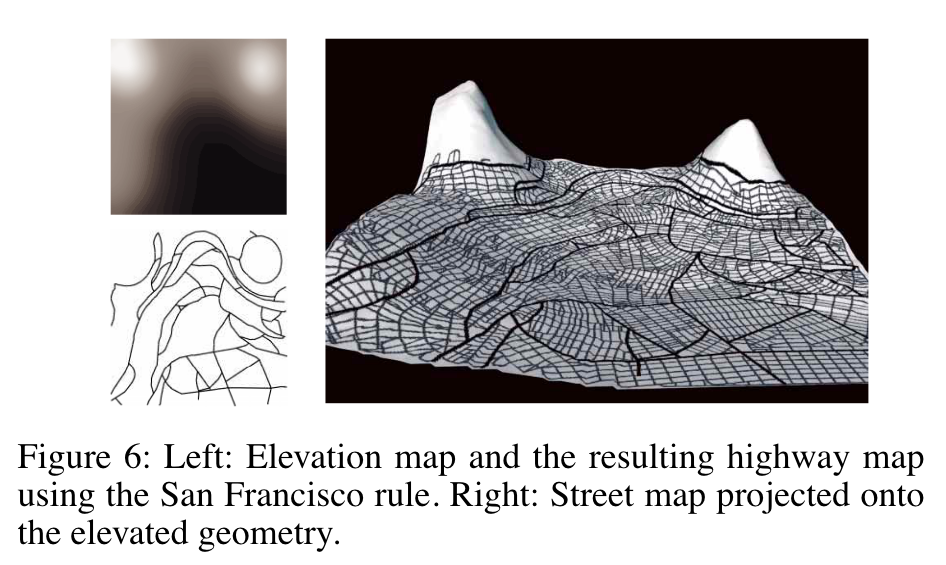 Figure 6: Left: Elevation map and the resulting highway map
using the San Francisco rule. Right: Street map projected onto
the elevated geometry.